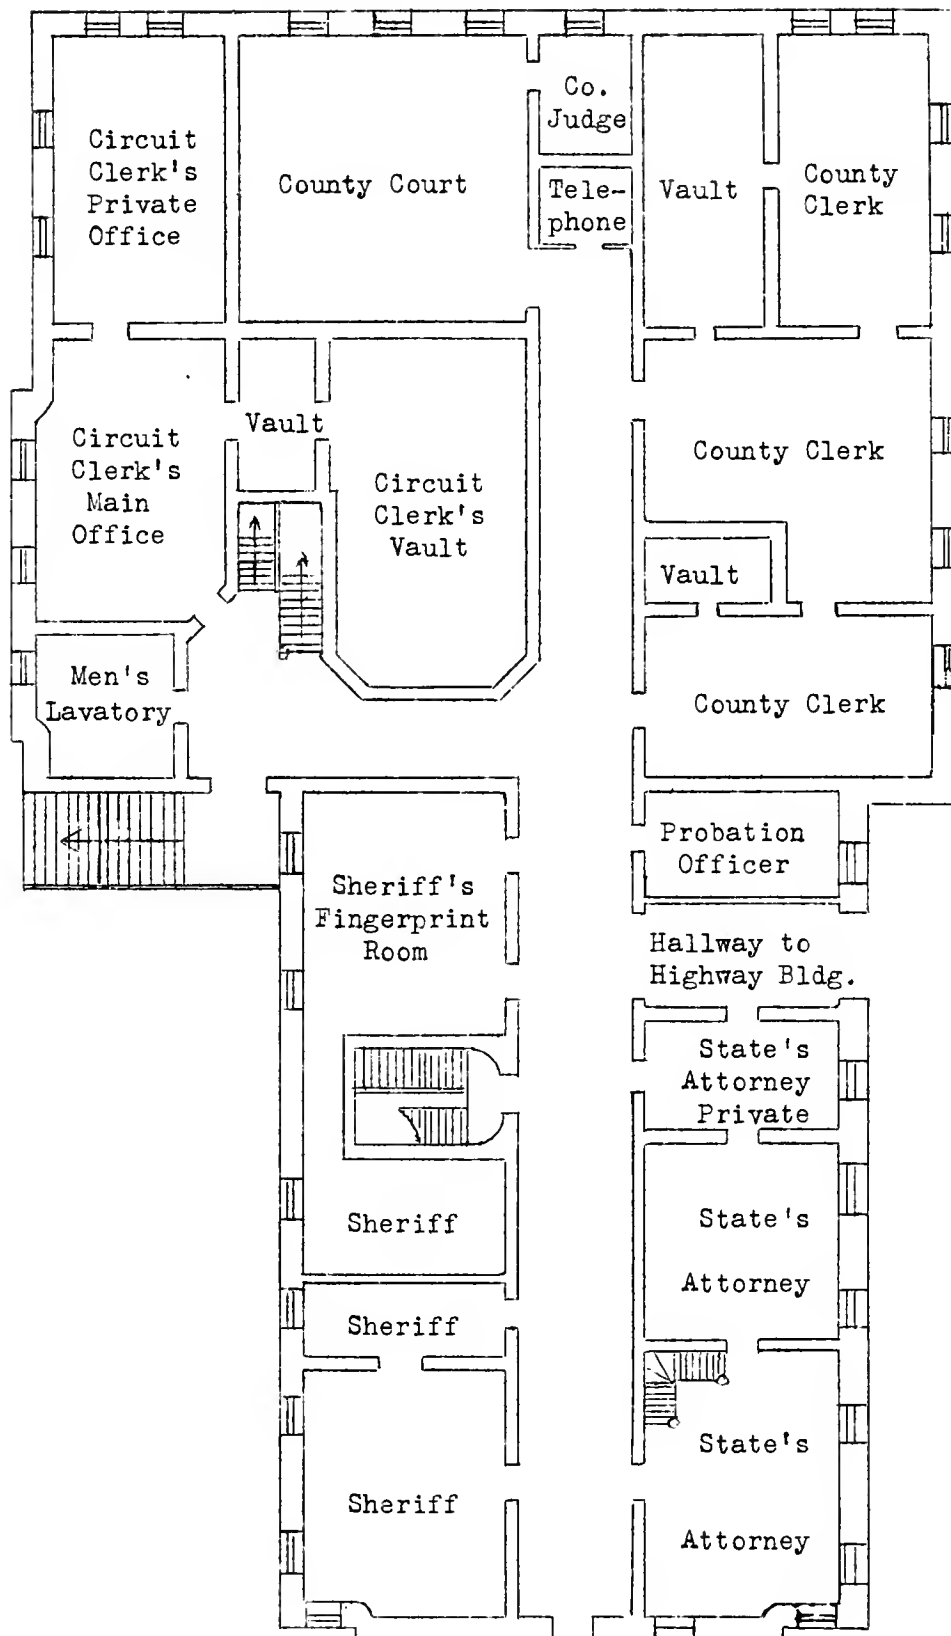 Circuit
Clerk's
Private
Office
County Court
Co.
Judge
Tele-
phone
Vault
County
Clerk
Circuit
Clerk's
Main
Office
Vault
Circuit
Clerk's
Vault
County Clerk
Vault
Men's
Lavatory
County Clerk
Probation
Officer
Sheriff's
Fingerprint
Room
Hallway to
Highway Bldg.
State's
Attorney
Private
Sheriff
State's
Attorney
Sheriff
Sheriff
State's
Attorney